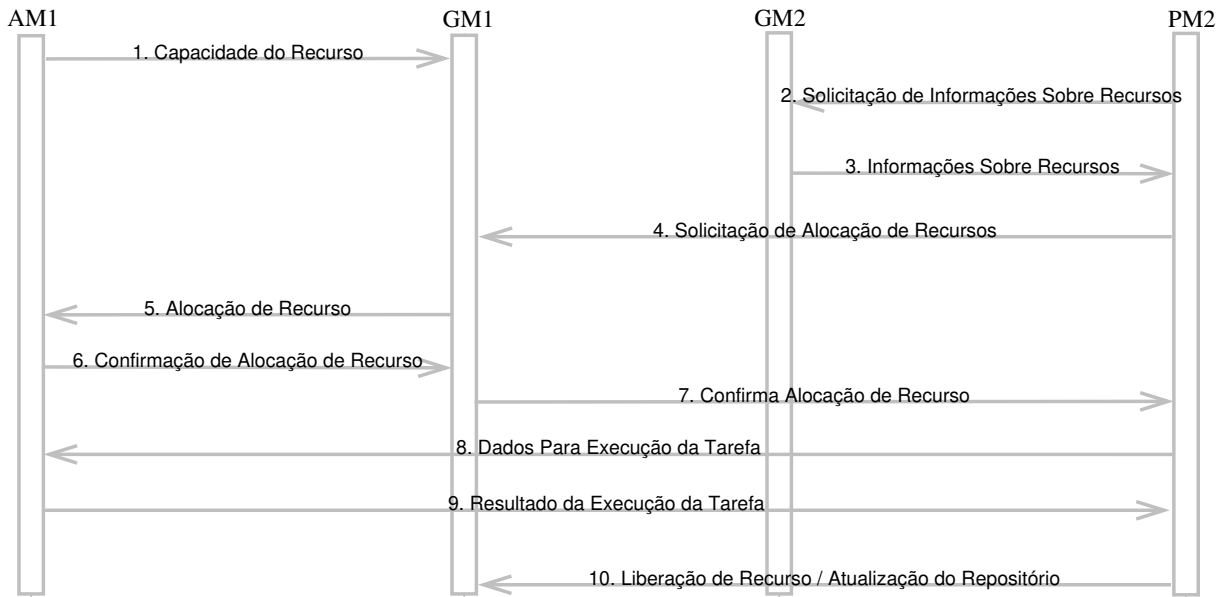 AM1
GM1
GM2
PM2
1. Capacidade do Recurso
2. Solicitação de Informações Sobre Recursos
3. Informações Sobre Recursos
4. Solicitação de Alocação de Recursos
5. Alocação de Recurso
6. Confirmação de Alocação de Recurso
7. Confirma Alocação de Recurso
8. Dados Para Execução da Tarefa
9. Resultado da Execução da Tarefa
10. Liberação de Recurso / Atualização do Repositório